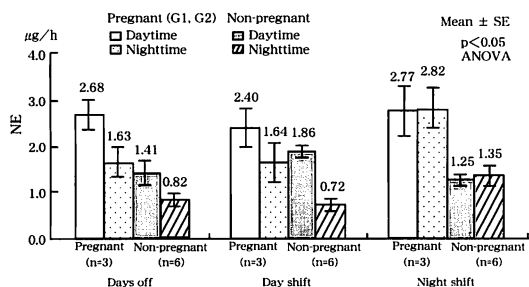 Pregnant (G1, G2) Non-pregnant
Daytime Daytime
Nighttime Nighttime
Mean ± SE
p<0.05
ANOVA
μg/h
NE
4.0
3.0
2.0
1.0
0.0
2.68
1.63
1.41
0.82
2.40
1.64
1.86
0.72
2.77
2.82
1.25
1.35
Pregnant Non-pregnant Pregnant Non-pregnant Pregnant Non-pregnant
(n=3) (n=6) (n=3) (n=6) (n=3) (n=6)
Days off Day shift Night shift